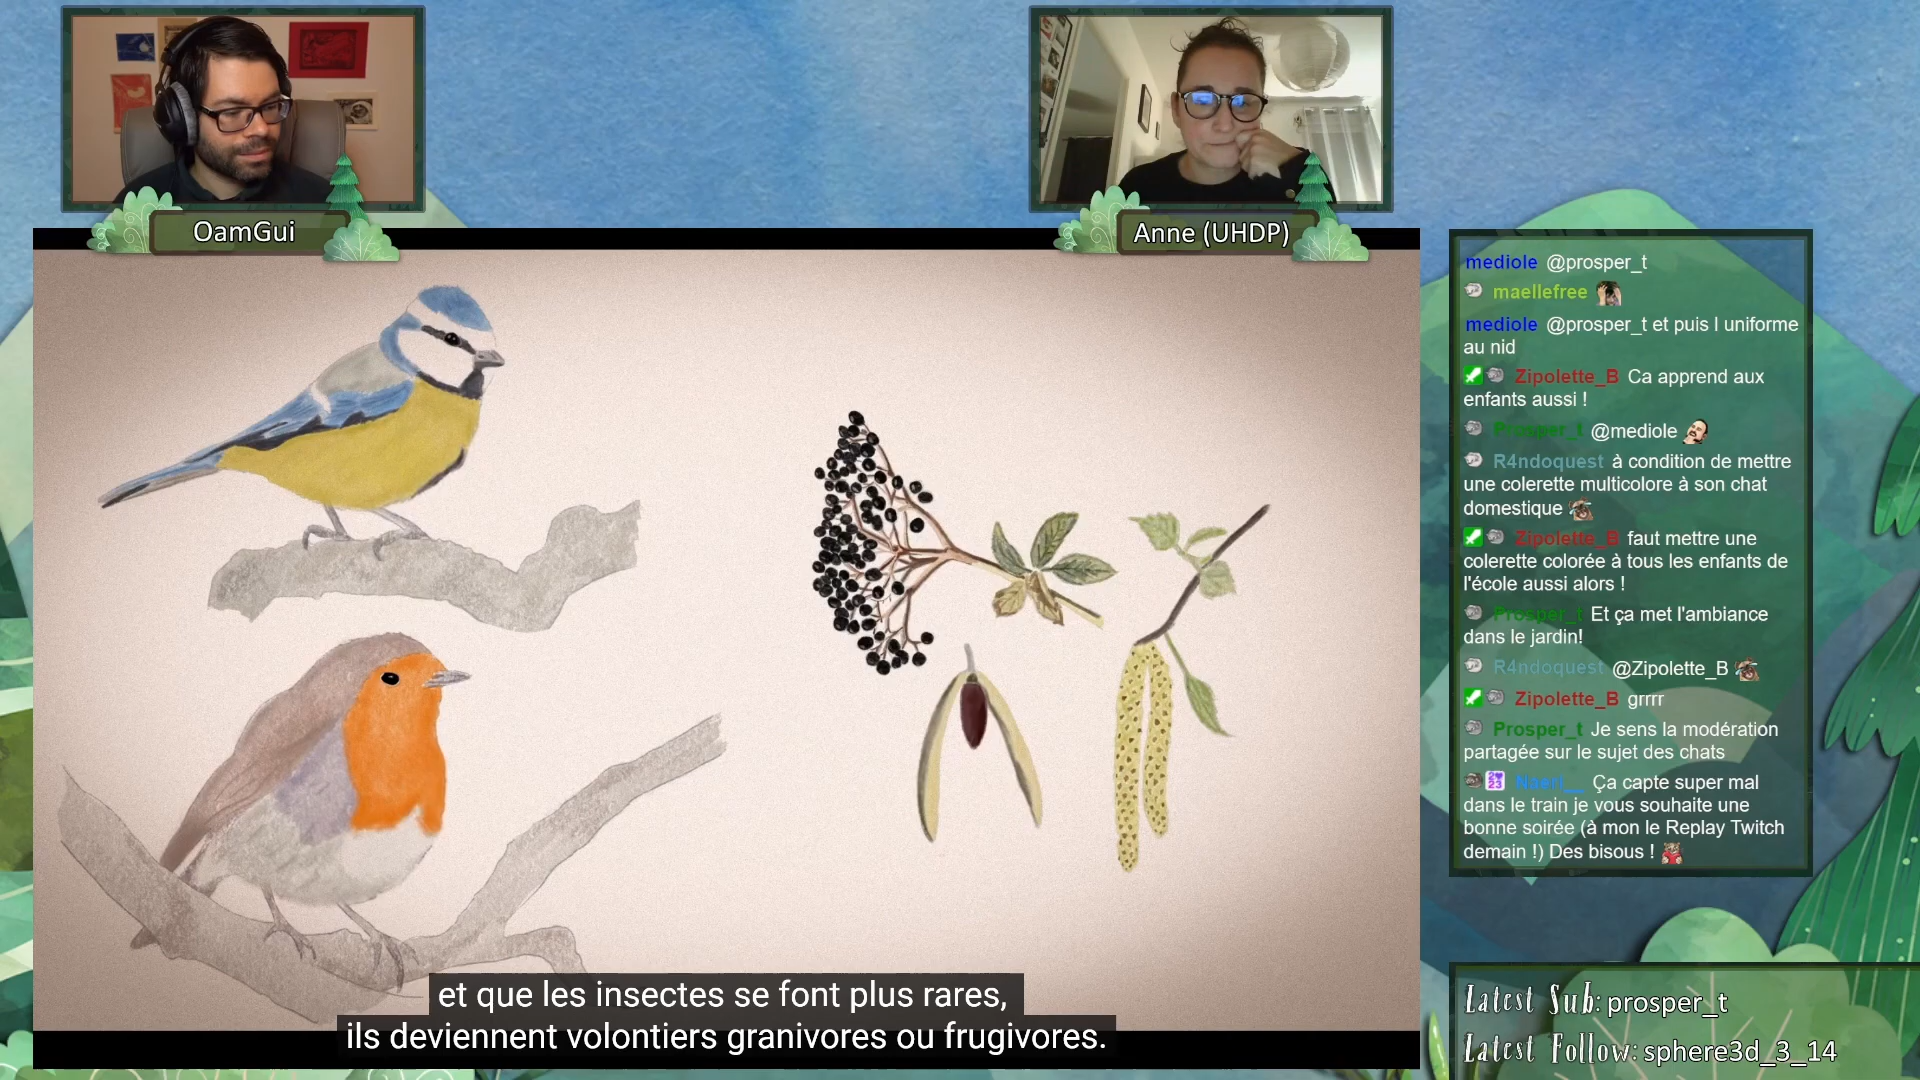 OamGui
Anne (UHDP)
mediole @prosper_t
maellefree
mediole @prosper_t et puis l uniforme
au nid
Zipolette_B Ca apprend aux
enfants aussi !
Prosper_t @mediole
R4ndoquest à condition de mettre
une colerette multicolore à son chat
domestique
Zipolette_B faut mettre une
colerette colorée à tous les enfants de
l'école aussi alors !
Prosper_t Et ça met l'ambiance
dans le jardin!
R4ndoquest @Zipolette_B
Zipolette_B grrrr
Prosper_t Je sens la modération
partagée sur le sujet des chats
Ça capte super mal
dans le train je vous souhaite une
bonne soirée (à mon le Replay Twitch
demain !) Des bisous !
et que les insectes se font plus rares,
ils deviennent volontiers granivores ou frugivores.
Latest Sub: prosper_t
Latest Follow: sphere3d_3_14